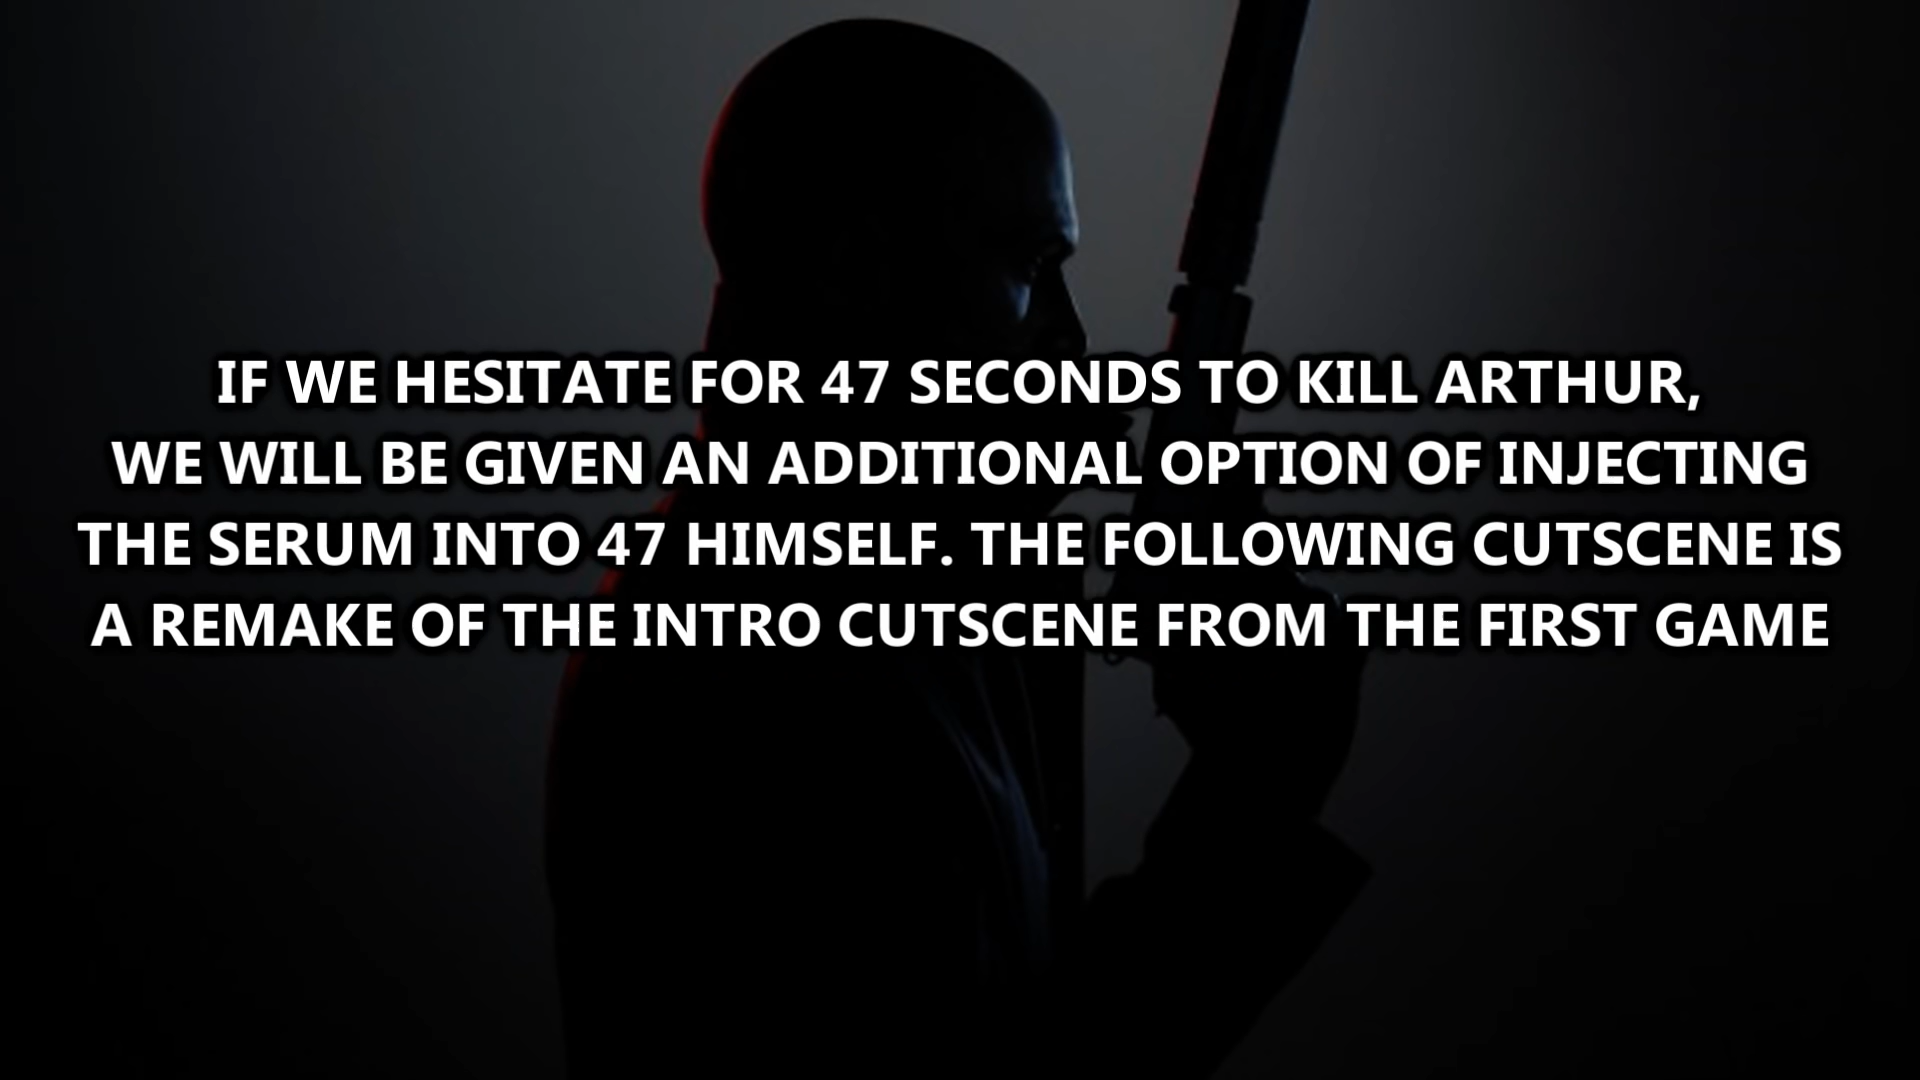 IF WE HESITATE FOR 47 SECONDS TO KILL ARTHUR,
WE WILL BE GIVEN AN ADDITIONAL OPTION OF INJECTING
THE SERUM INTO 47 HIMSELF. THE FOLLOWING CUTSCENE IS
A REMAKE OF THE INTRO CUTSCENE FROM THE FIRST GAME